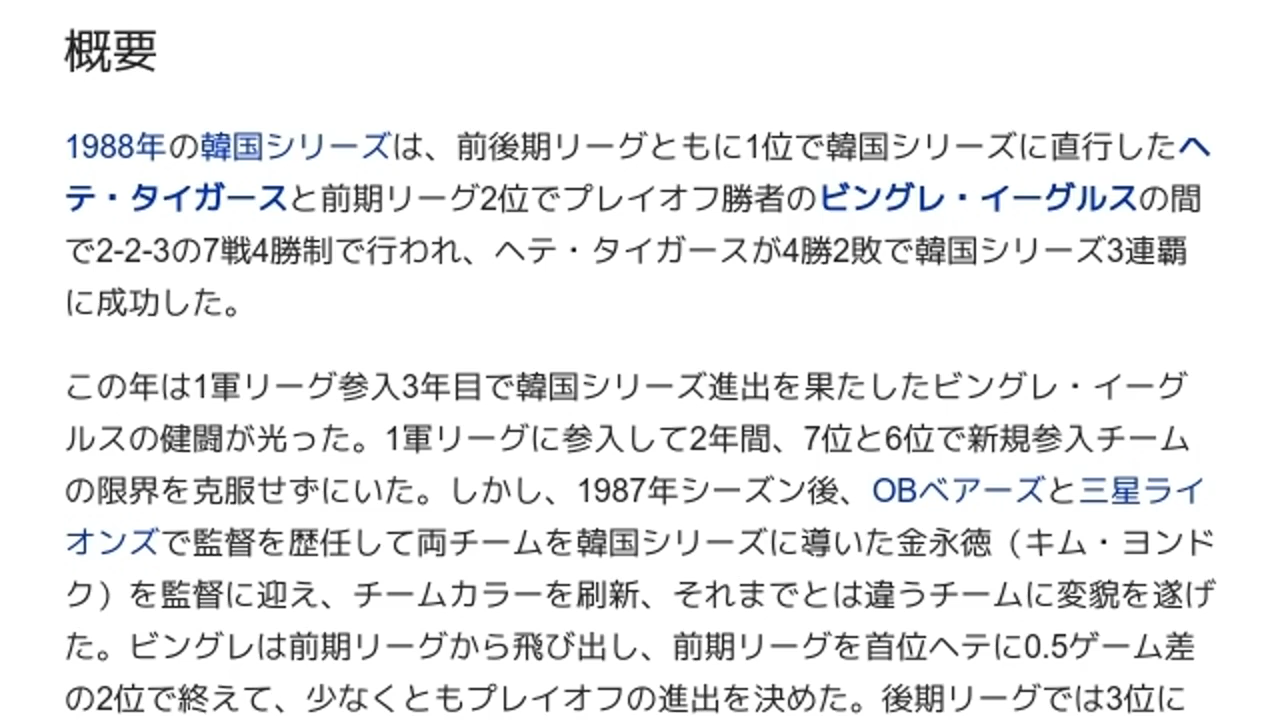 概要
1988年の韓国シリーズは、前後期リーグともに1位で韓国シリーズに直行したヘ
テ・タイガースと前期リーグ2位でプレイオフ勝者のビングレ・イーグルスの間
で2-2-3の7戦4勝制で行われ、ヘテ・タイガースが4勝2敗で韓国シリーズ3連覇
に成功した。
この年は1軍リーグ参入3年目で韓国シリーズ進出を果たしたビングレ・イーグ
ルスの健闘が光った。1軍リーグに参入して2年間、7位と6位で新規参入チーム
の限界を克服せずにいた。しかし、1987年シーズン後、OBベアーズと三星ライ
オンズで監督を歴任して両チームを韓国シリーズに導いた金永徳（キム・ヨンド
ク）を監督に迎え、チームカラーを刷新、それまでとは違うチームに変貌を遂げ
た。ビングレは前期リーグから飛び出し、前期リーグを首位ヘテに0.5ゲーム差
の2位で終えて、少なくともプレイオフの進出を決めた。後期リーグでは3位に